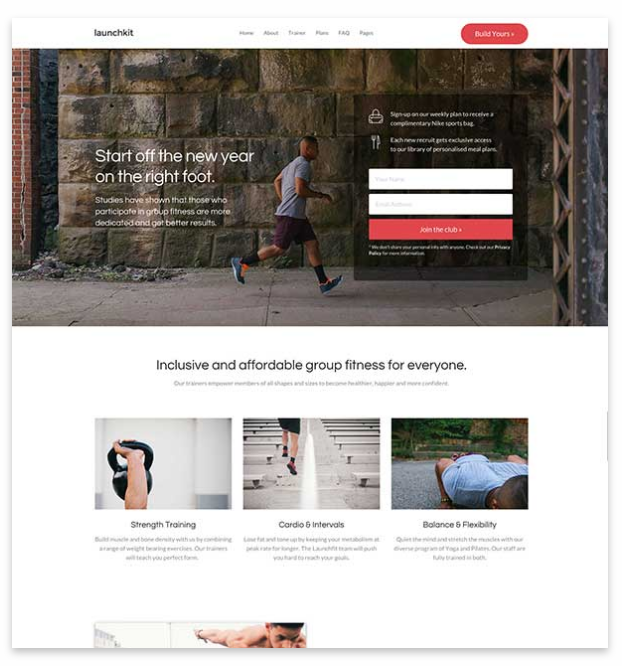 launchkit
Home About Trainer Plans FAQ Pages
Build Yours »
Start off the new year
on the right foot.
Studies have shown that those who
participate in group fitness are more
dedicated and get better results.
Sign-up on our weekly plan to receive a
complimentary Nike sports bag.
Each new recruit gets exclusive access
to our library of personalised meal plans.
Your Name
Email Address
Join the club »
* We don't share your personal info with anyone. Check out our Privacy
Policy for more information.
Inclusive and affordable group fitness for everyone.
Our trainers empower members of all shapes and sizes to become healthier, happier and more confident.
Strength Training
Build muscle and bone density with us by combining
a range of weight bearing exercises. Our trainers
will teach you perfect form.
Cardio & Intervals
Lose fat and tone up by keeping your metabolism at
peak rate for longer. The Launchkit team will push
you hard to reach your goals.
Balance & Flexibility
Quiet the mind and stretch the muscles with our
diverse program of Yoga and Pilates. Our staff are
fully trained in both.